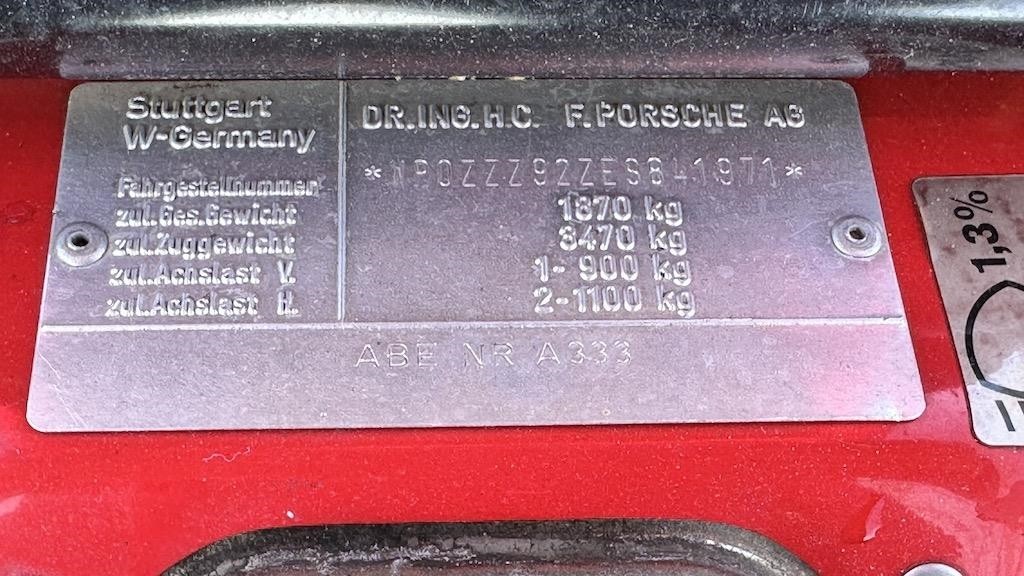 Stuttgart
W-Germany
DR.ING.H.C. F.PORSCHE AG
Fahrgestellnummer *WP0ZZZ92ZES841971*
zul.Ges.Gewicht 1870 kg
zul.Zuggewicht 3470 kg
zul.Achslast V. 1- 900 kg
zul.Achslast H. 2-1100 kg
ABE NR A333
1,3%